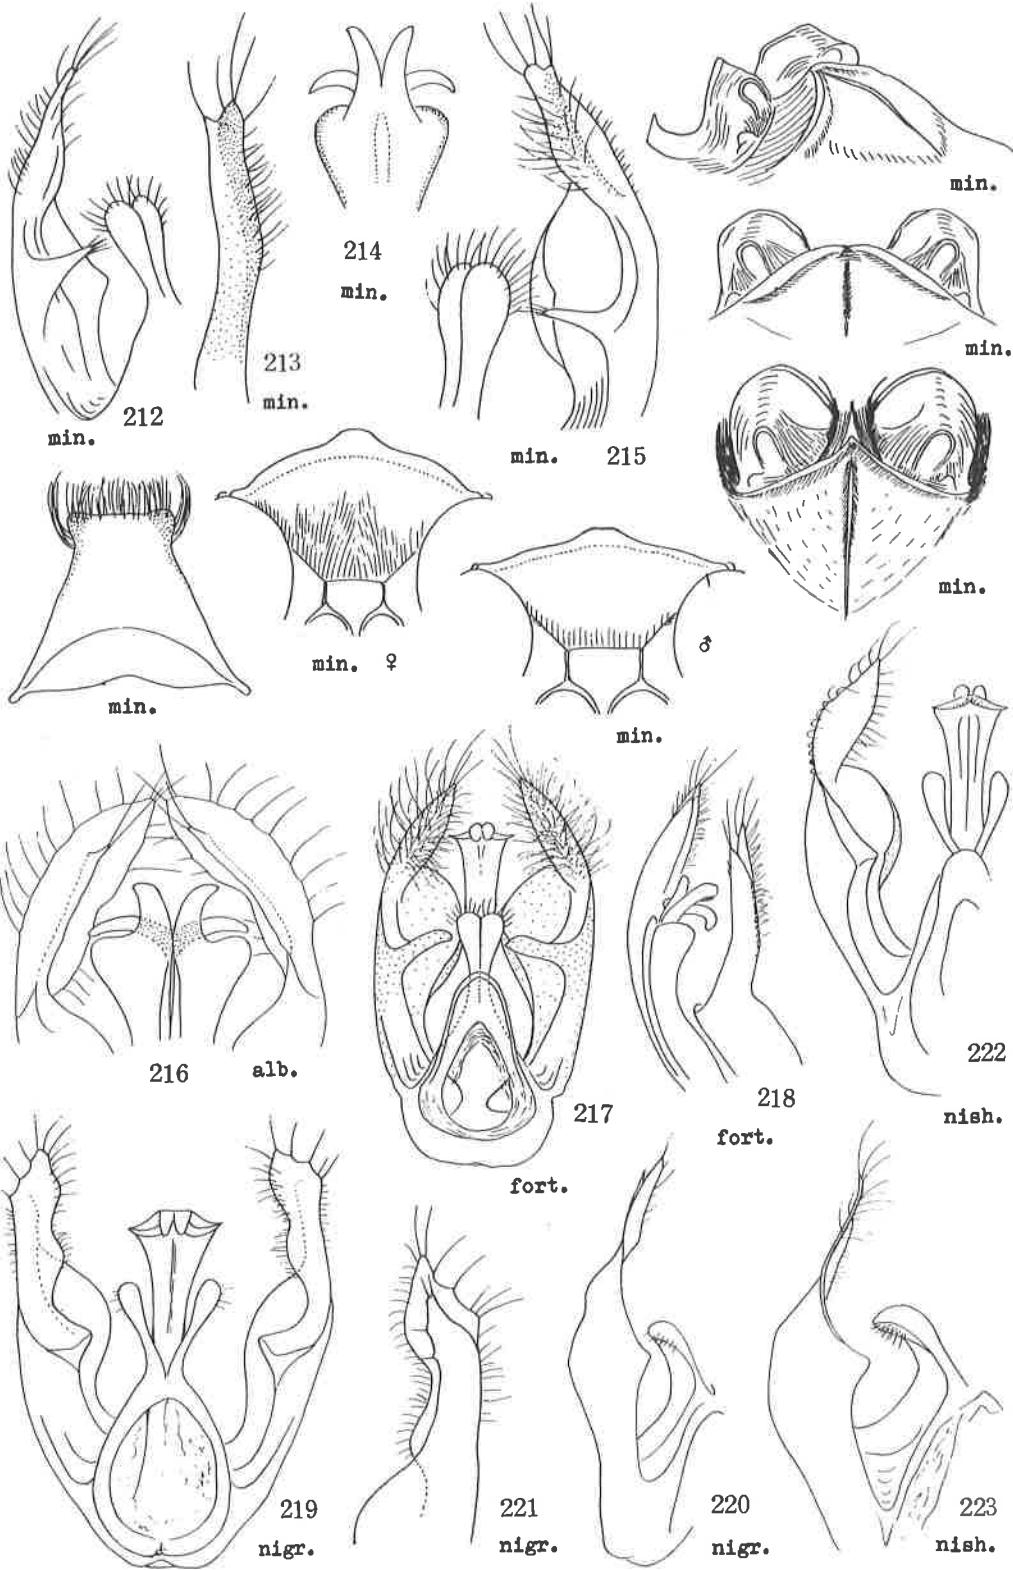 212
min.
213
min.
214
min.
min. 215
min.
min.
min.
min.
min. ♀
♂
min.
216 alb.
217
fort.
218
fort.
222
nish.
219
nigr.
221
nigr.
220
nigr.
223
nish.